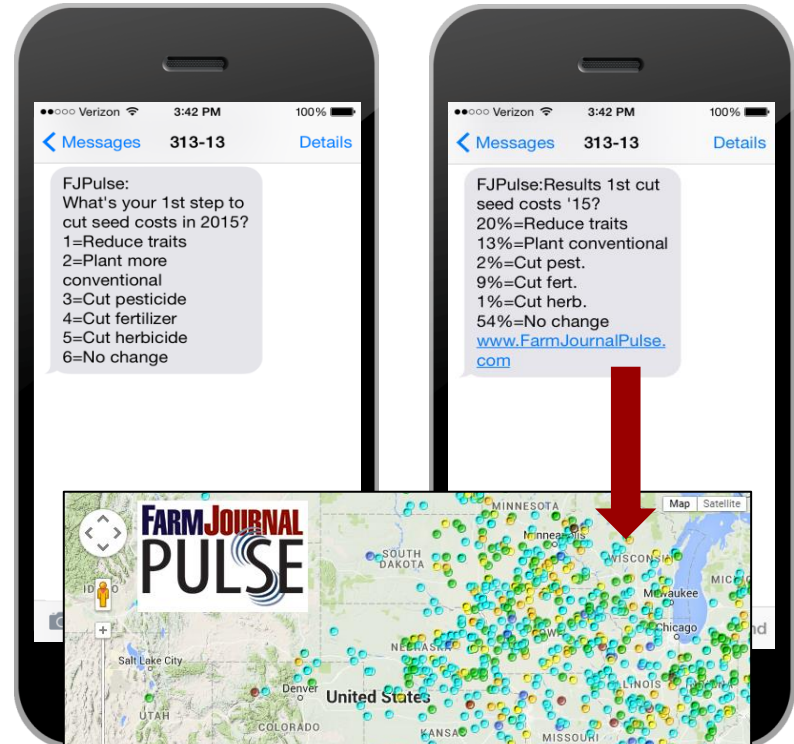 ●●○○○ Verizon 3:42 PM 100%
Messages 313-13 Details
FJPulse:
What's your 1st step to
cut seed costs in 2015?
1=Reduce traits
2=Plant more
conventional
3=Cut pesticide
4=Cut fertilizer
5=Cut herbicide
6=No change
●●○○○ Verizon 3:42 PM 100%
Messages 313-13 Details
FJPulse:Results 1st cut
seed costs '15?
20%=Reduce traits
13%=Plant conventional
2%=Cut pest.
9%=Cut fert.
1%=Cut herb.
54%=No change
www.FarmJournalPulse.
com
FARM JOURNAL
PULSE
Map Satellite
MINNESOTA
SOUTH
DAKOTA
WISCONSIN
Milwaukee
Chicago
nd
Salt Lake City
Denver
United States
UTAH
COLORADO
KANSAS
MISSOURI